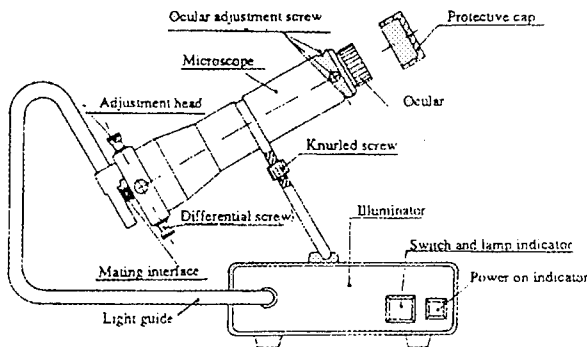 Ocular adjustment screw
Protective cap
Microscope
Adjustment head
Ocular
Knurled screw
Differential screw
Illuminator
Switch and lamp indicator
Mating interface
Power on indicator
Light guide